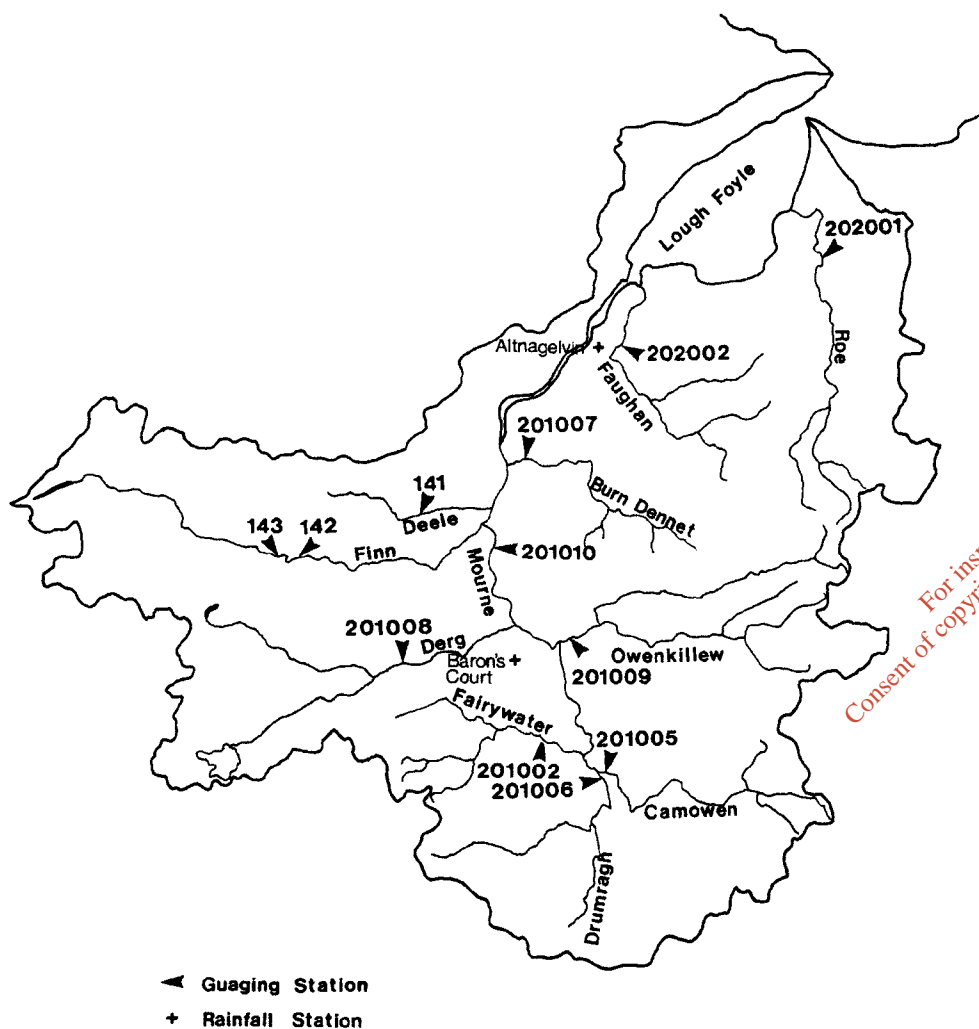 Lough Foyle
202001
Altnagelvin
202002
Roe
Faughan
201007
141
Deele
Burn Dennet
143
142
Finn
201010
Mourne
For insp
Consent of copyri
201008
Derg
Baron's
Court
Owenkillew
201009
Fairywater
201005
201002
201006
Camowen
Drumragh
Guaging Station
Rainfall Station